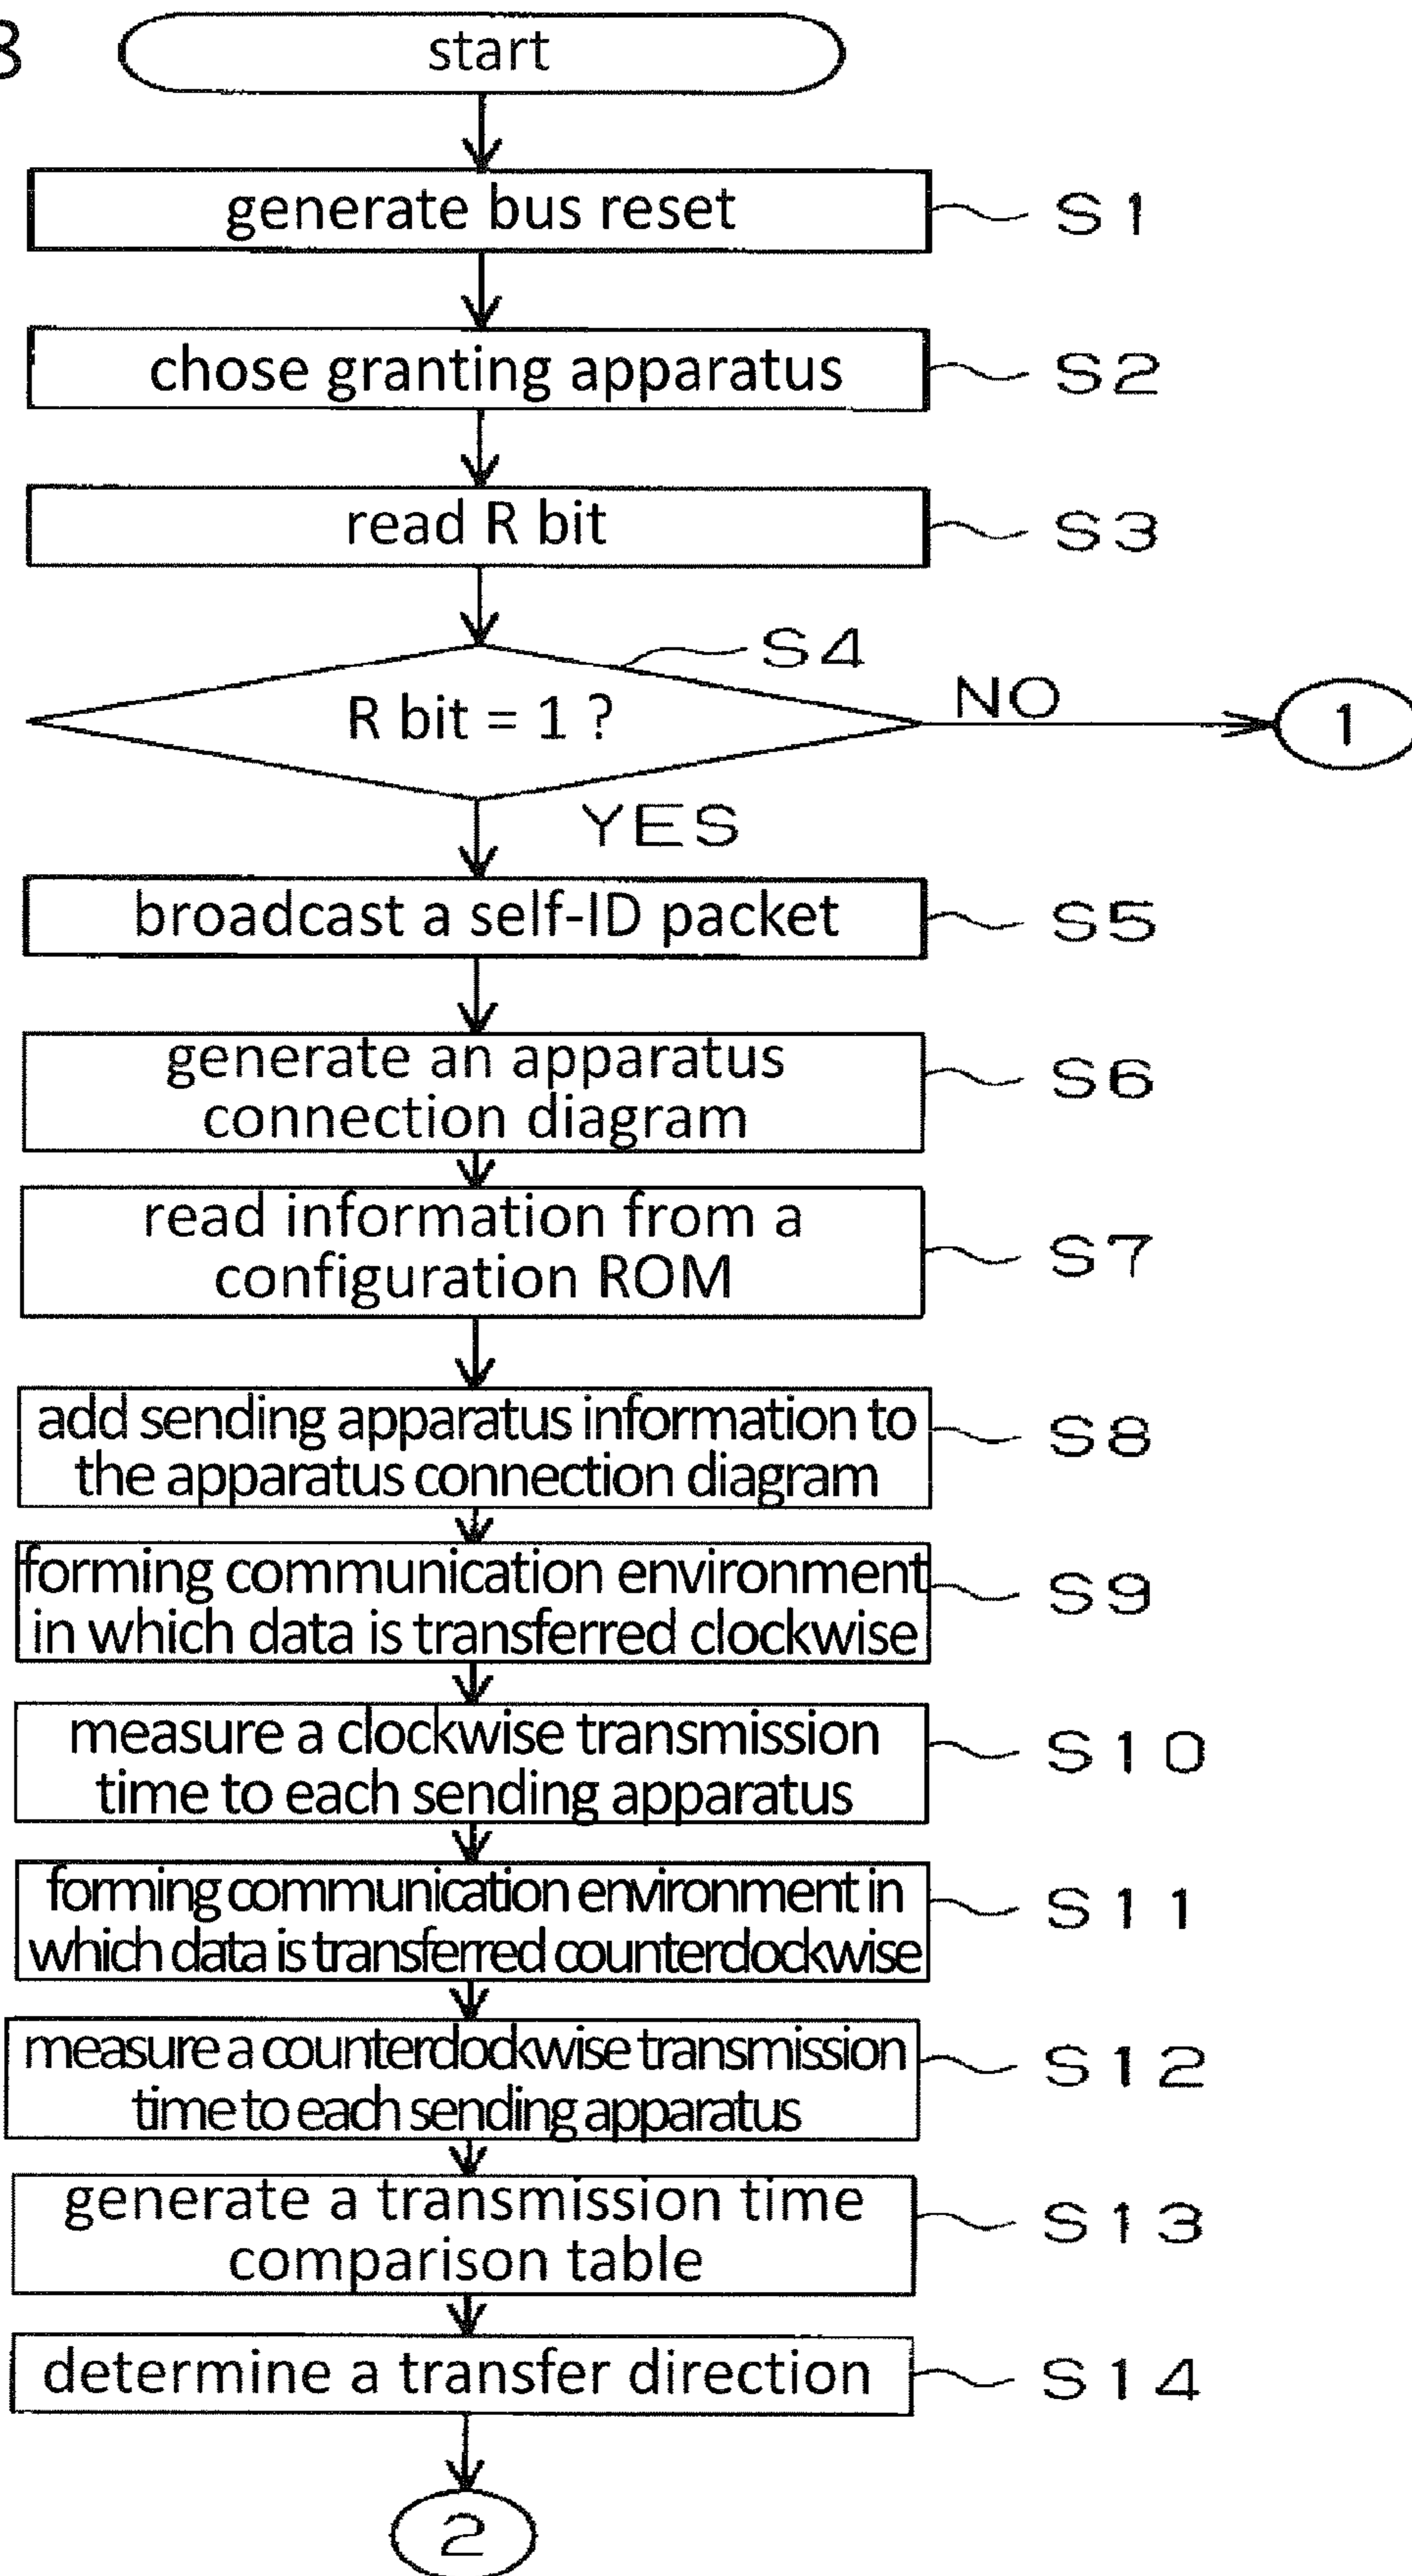 8
start
generate bus reset
S1
chose granting apparatus
S2
read R bit
S3
S4
R bit = 1 ?
NO
1
YES
broadcast a self-ID packet
S5
generate an apparatus
connection diagram
S6
read information from a
configuration ROM
S7
add sending apparatus information to
the apparatus connection diagram
S8
forming communication environment
in which data is transferred clockwise
S9
measure a clockwise transmission
time to each sending apparatus
S10
forming communication environment in
which data is transferred counterclockwise
S11
measure a counterclockwise transmission
time to each sending apparatus
S12
generate a transmission time
comparison table
S13
determine a transfer direction
S14
2